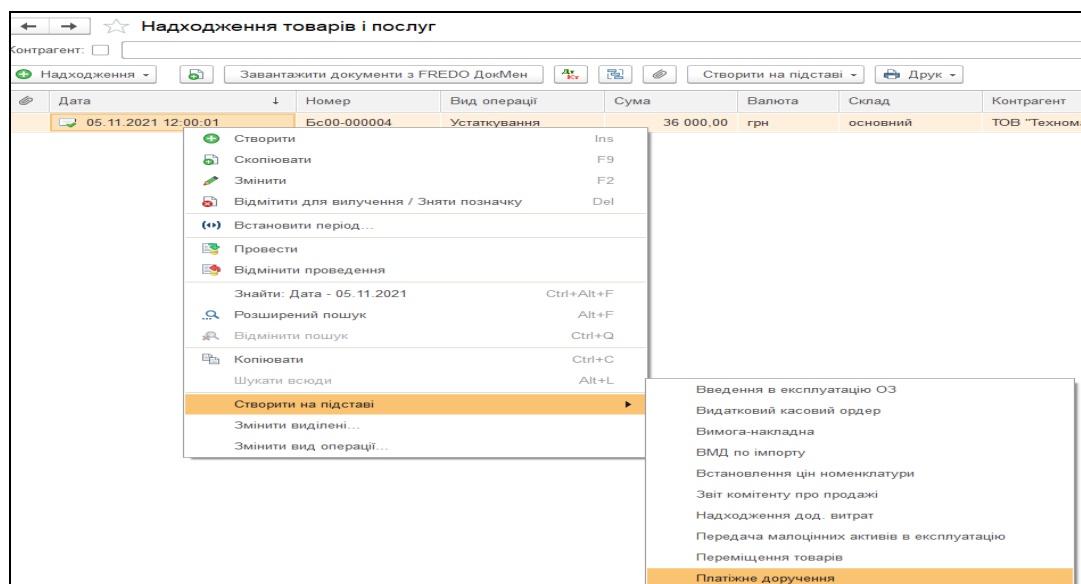 Надходження товарів і послуг
Контрагент:
Надходження Завантажити документи з FREDO ДокМен Дт Кт Створити на підставі Друк
Дата ↓ Номер Вид операції Сума Валюта Склад Контрагент
05.11.2021 12:00:01 Бс00-000004 Устаткування 36 000,00 грн основний ТОВ "Техном
Створити Ins
Скопіювати F9
Змінити F2
Відмітити для вилучення / Зняти позначку Del
Встановити період...
Провести
Відмінити проведення
Знайти: Дата - 05.11.2021 Ctrl+Alt+F
Розширений пошук Alt+F
Відмінити пошук Ctrl+Q
Копіювати Ctrl+C
Шукати всюди Alt+L
Створити на підставі
Змінити виділені...
Змінити вид операції...
Введення в експлуатацію ОЗ
Видатковий касовий ордер
Вимога-накладна
ВМД по імпорту
Встановлення цін номенклатури
Звіт комітенту про продажі
Надходження дод. витрат
Передача малоцінних активів в експлуатацію
Переміщення товарів
Платіжне доручення